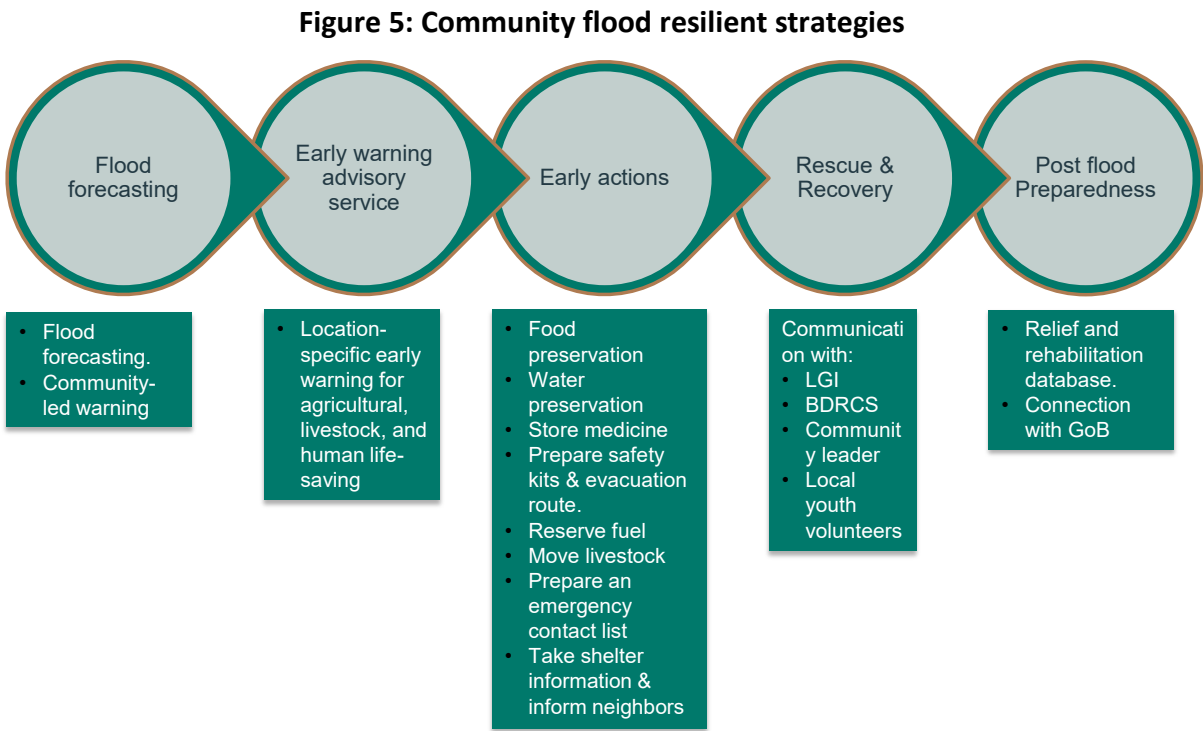 Figure 5: Community flood resilient strategies
Flood
forecasting
Early warning
advisory
service
Early actions
Rescue &
Recovery
Post flood
Preparedness
• Flood
forecasting.
• Community-
led warning
• Location-
specific early
warning for
agricultural,
livestock, and
human life-
saving
• Food
preservation
• Water
preservation
• Store medicine
• Prepare safety
kits & evacuation
route.
• Reserve fuel
• Move livestock
• Prepare an
emergency
contact list
• Take shelter
information &
inform neighbors
Communicati
on with:
• LGI
• BDRCS
• Communit
y leader
• Local
youth
volunteers
• Relief and
rehabilitation
database.
• Connection
with GoB